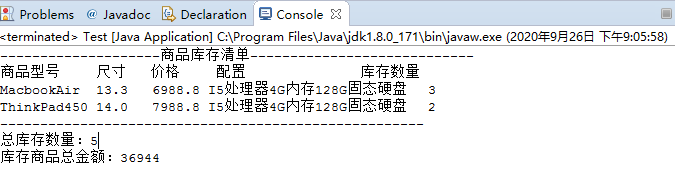 Problems @ Javadoc Declaration Console
<terminated> Test [Java Application] C:\Program Files\Java\jdk1.8.0_171\bin\javaw.exe (2020年9月26日 下午9:05:58)
--------------------商品库存清单----------------------------
商品型号 尺寸 价格 配置 库存数量
MacbookAir 13.3 6988.8 I5处理器4G内存128G固态硬盘 3
ThinkPad450 14.0 7988.8 I5处理器4G内存128G固态硬盘 2
-----------------------------------------------------
总库存数量：5
库存商品总金额：36944